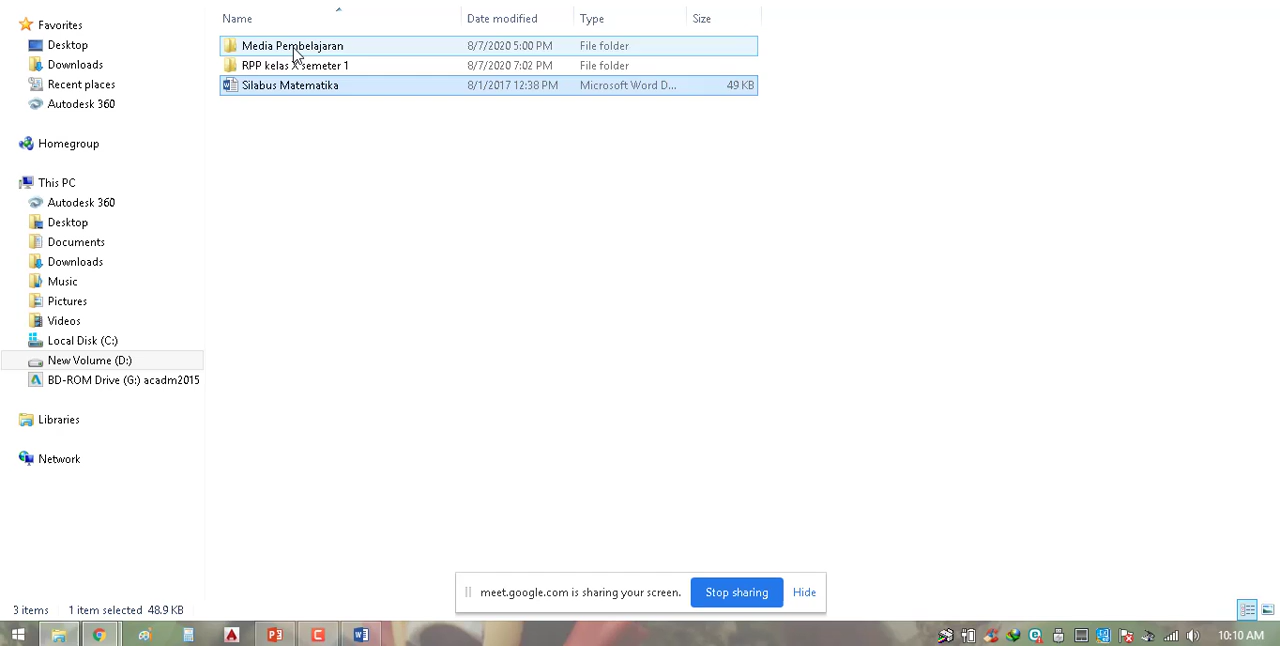 Name Date modified Type Size
Media Pembelajaran 8/7/2020 5:00 PM File folder
RPP kelas X semeter 1 8/7/2020 7:02 PM File folder
Silabus Matematika 8/1/2017 12:38 PM Microsoft Word D... 49 KB
Favorites
Desktop
Downloads
Recent places
Autodesk 360
Homegroup
This PC
Autodesk 360
Desktop
Documents
Downloads
Music
Pictures
Videos
Local Disk (C:)
New Volume (D:)
BD-ROM Drive (G:) acadm2015
Libraries
Network
meet.google.com is sharing your screen. Stop sharing Hide
3 items 1 item selected 48.9 KB
10:10 AM